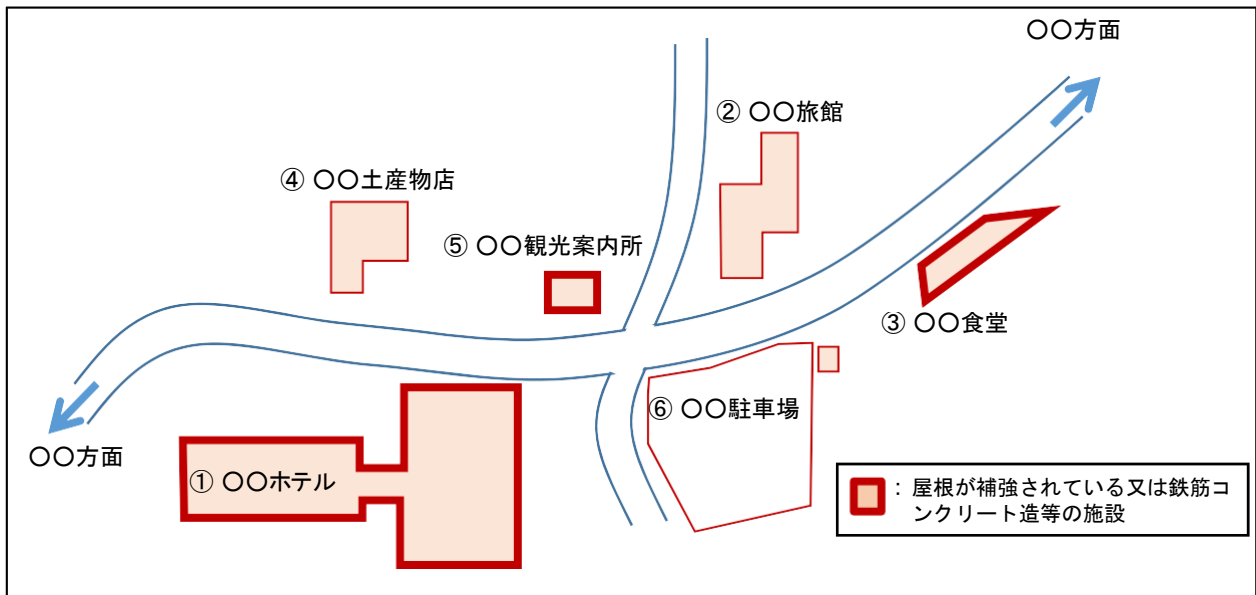 〇〇方面
② 〇〇旅館
④ 〇〇土産物店
⑤ 〇〇観光案内所
③ 〇〇食堂
⑥ 〇〇駐車場
〇〇方面
① 〇〇ホテル
：屋根が補強されている又は鉄筋コ
ンクリート造等の施設